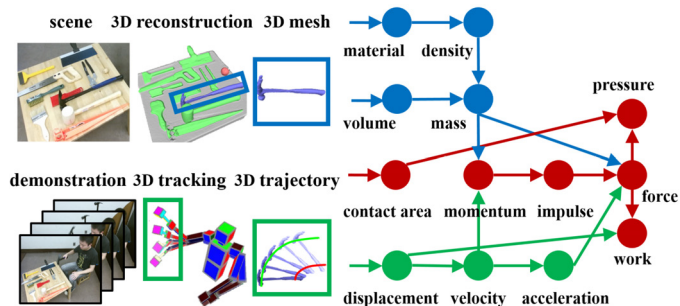 scene 3D reconstruction 3D mesh
material density
pressure
volume mass
demonstration 3D tracking 3D trajectory
contact area momentum impulse force
work
displacement velocity acceleration